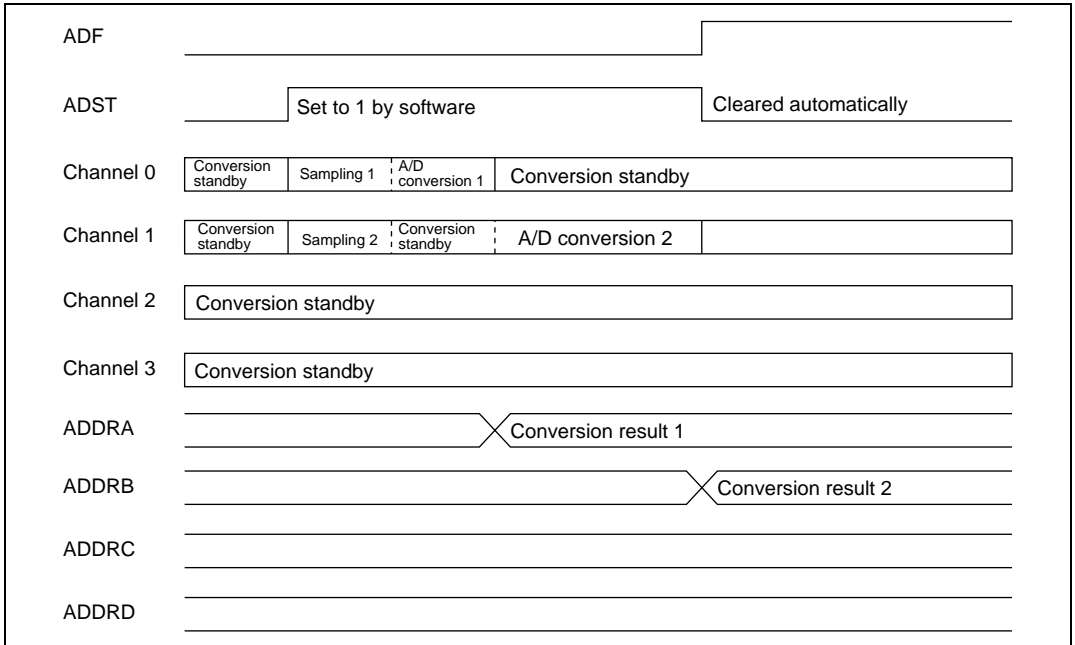 ADF
ADST
Set to 1 by software
Cleared automatically
Channel 0
Conversion
standby
Sampling 1
A/D
conversion 1
Conversion standby
Channel 1
Conversion
standby
Sampling 2
Conversion
standby
A/D conversion 2
Channel 2
Conversion standby
Channel 3
Conversion standby
ADDRA
Conversion result 1
ADDRB
Conversion result 2
ADDRC
ADDRD